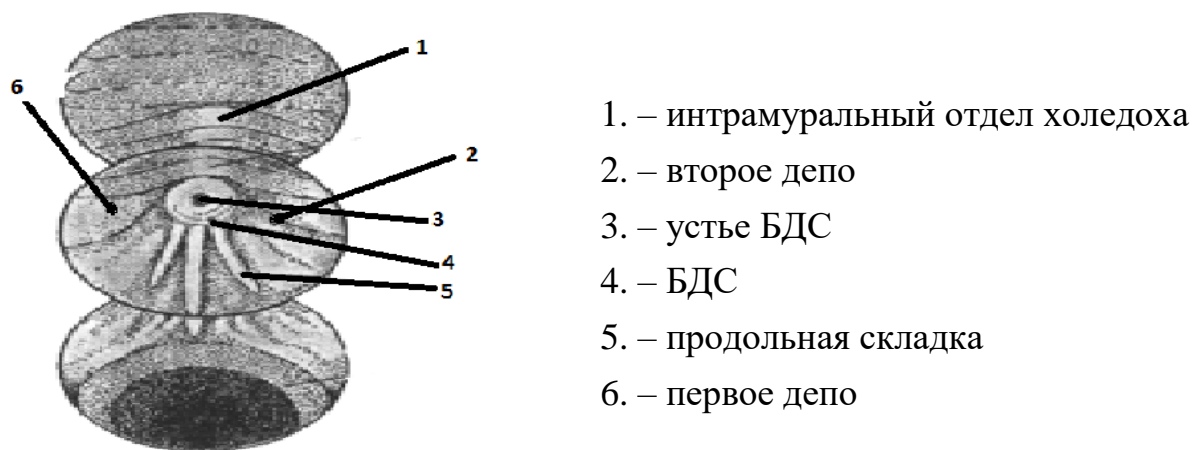 1
6
2
3
4
5
1. – интрамуральный отдел холедоха
2. – второе депо
3. – устье БДС
4. – БДС
5. – продольная складка
6. – первое депо